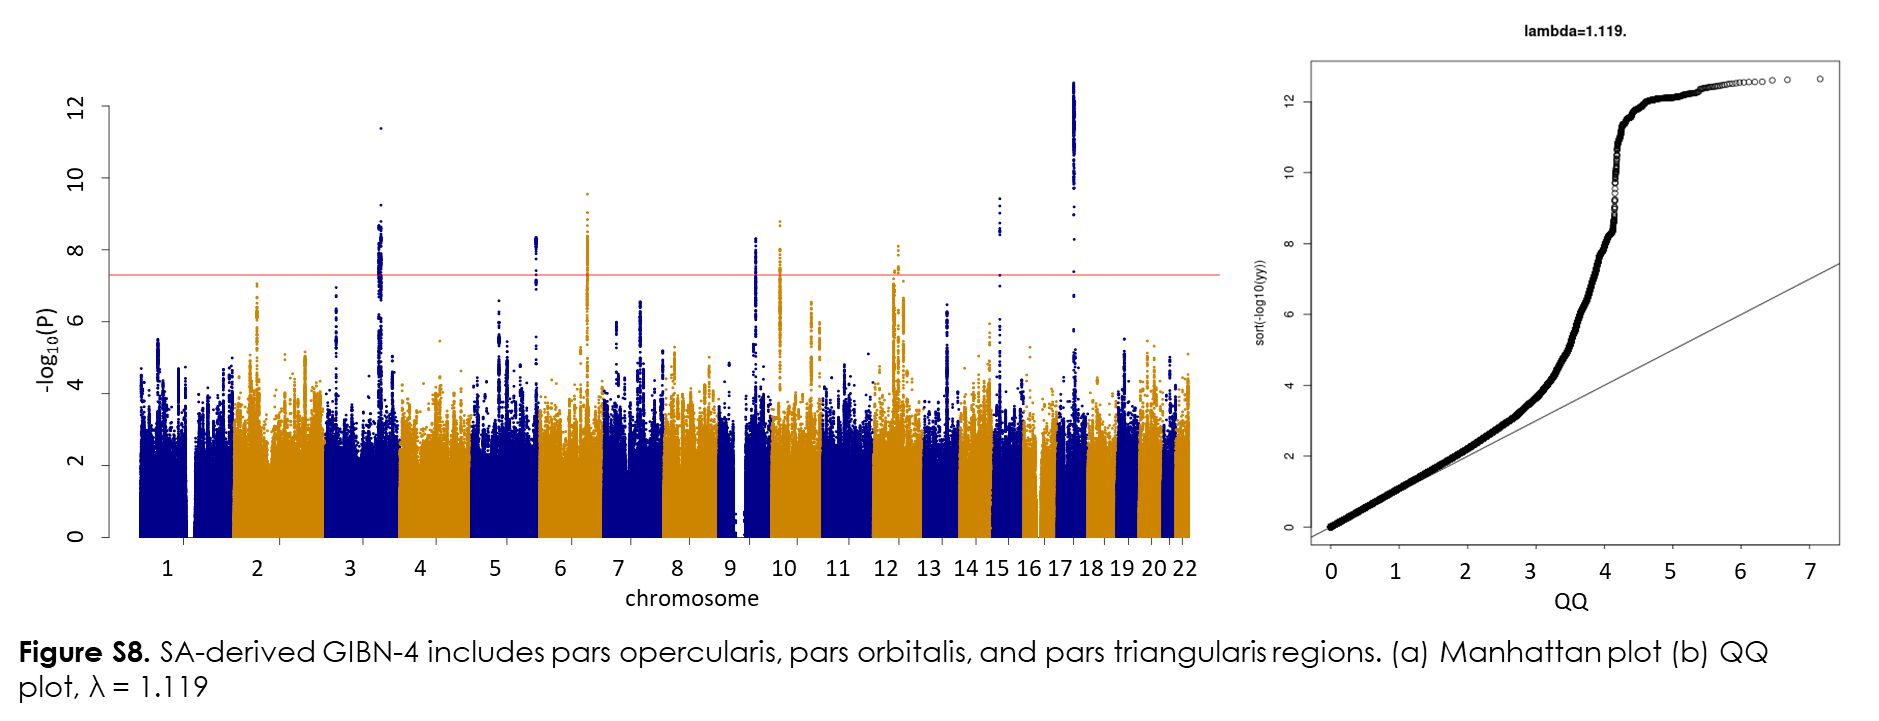 lambda=1.119.
12
10
8
6
4
2
0
-log10(P)
1 2 3 4 5 6 7 8 9 10 11 12 13 14 15 16 17 18 19 20 22
chromosome
12
10
8
6
4
2
0
sort(-log10(yy))
0 1 2 3 4 5 6 7
QQ
Figure S8. SA-derived GIBN-4 includes pars opercularis, pars orbitalis, and pars triangularis regions. (a) Manhattan plot (b) QQ
plot, λ = 1.119